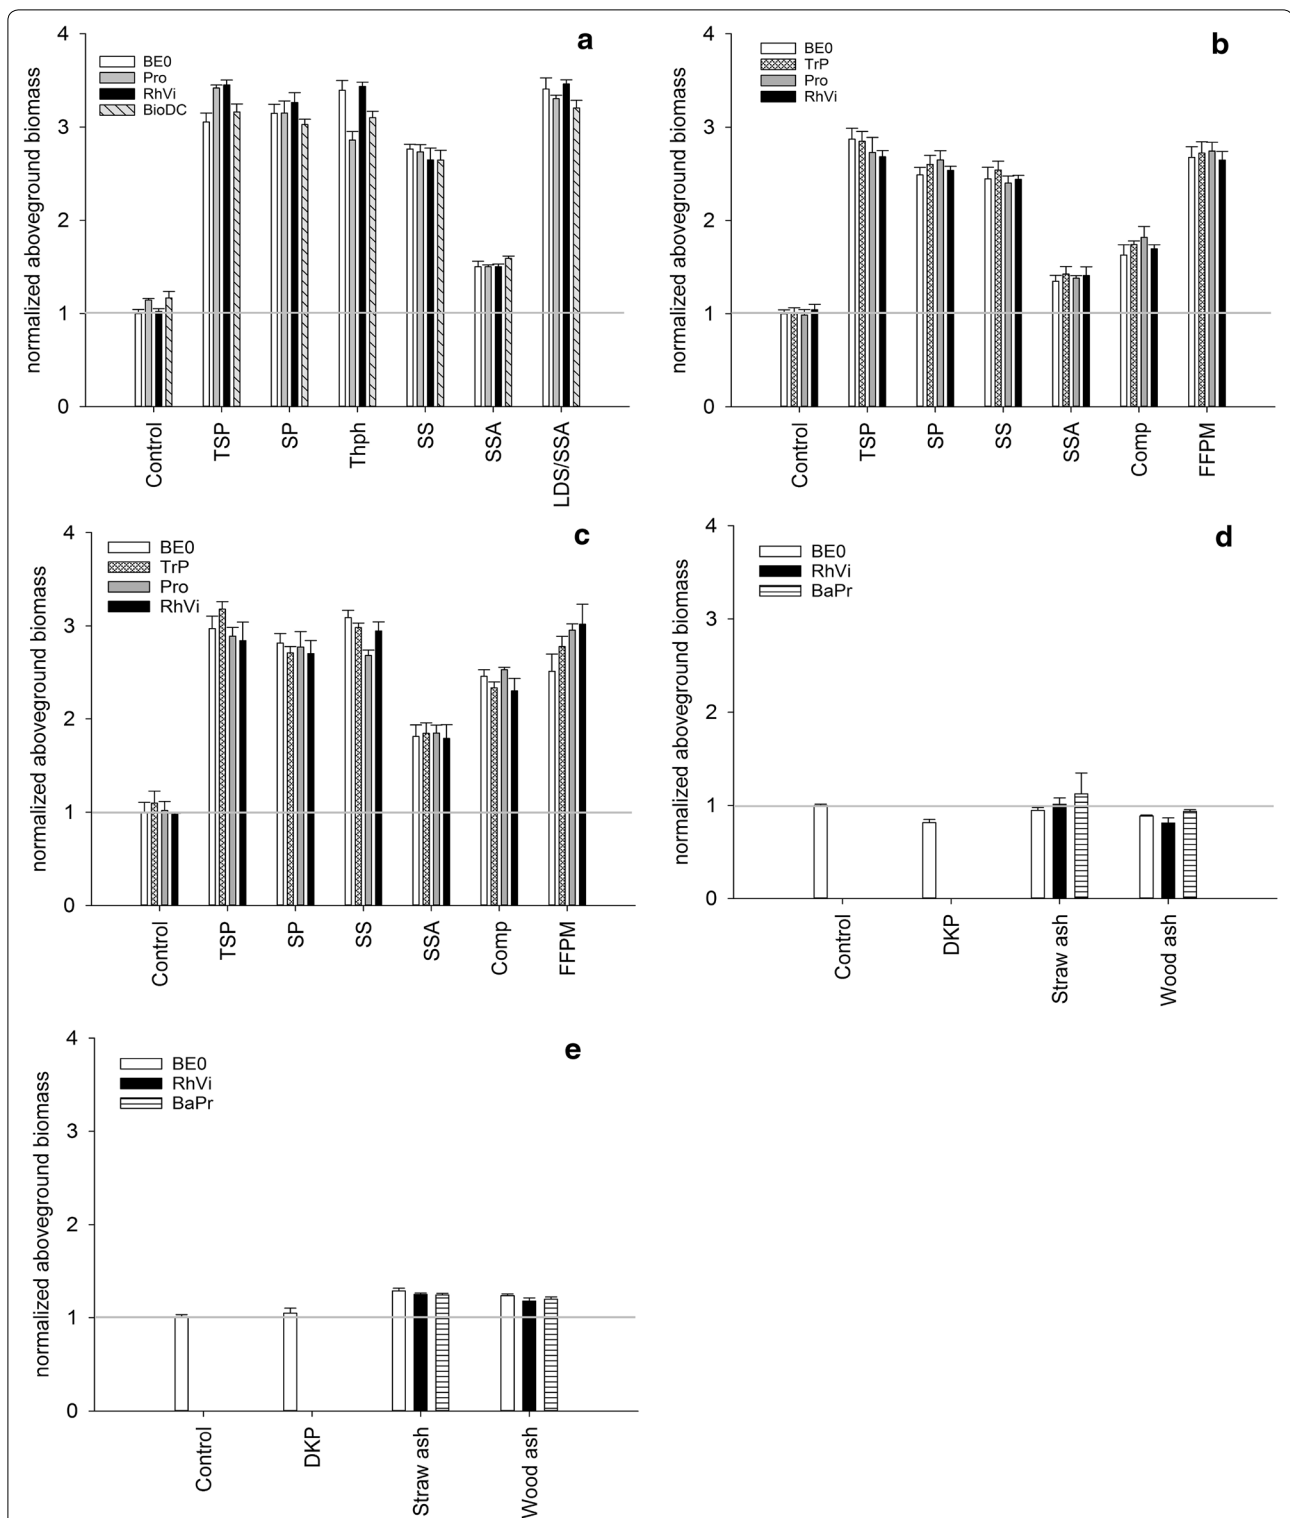 a
normalized aboveground biomass
4
3
2
1
0
BE0
Pro
RhVi
BioDC
Control
TSP
SP
Thph
SS
SSA
LDS/SSA
b
normalized aboveground biomass
4
3
2
1
0
BE0
TrP
Pro
RhVi
Control
TSP
SP
SS
SSA
Comp
FFPM
c
normalized aboveground biomass
4
3
2
1
0
BE0
TrP
Pro
RhVi
Control
TSP
SP
SS
SSA
Comp
FFPM
d
normalized aboveground biomass
4
3
2
1
0
BE0
RhVi
BaPr
Control
DKP
Straw ash
Wood ash
e
normalized aboveground biomass
4
3
2
1
0
BE0
RhVi
BaPr
Control
DKP
Straw ash
Wood ash